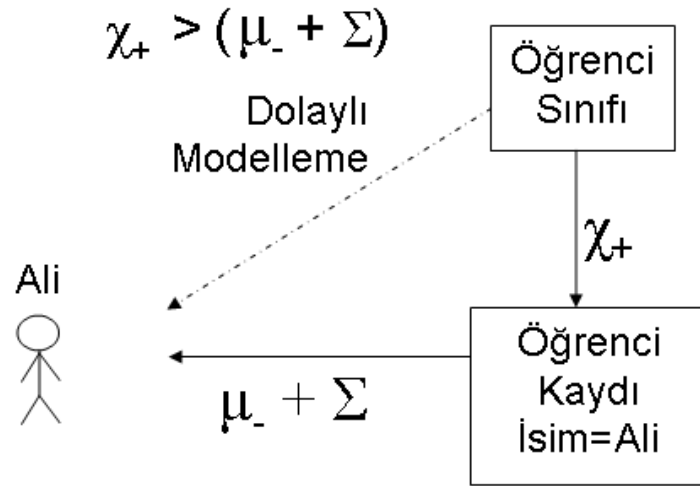 χ₊ > (μ₋ + Σ)
Öğrenci
Sınıfı
Dolaylı
Modelleme
χ₊
Ali
Öğrenci
Kaydı
İsim=Ali
μ₋ + Σ